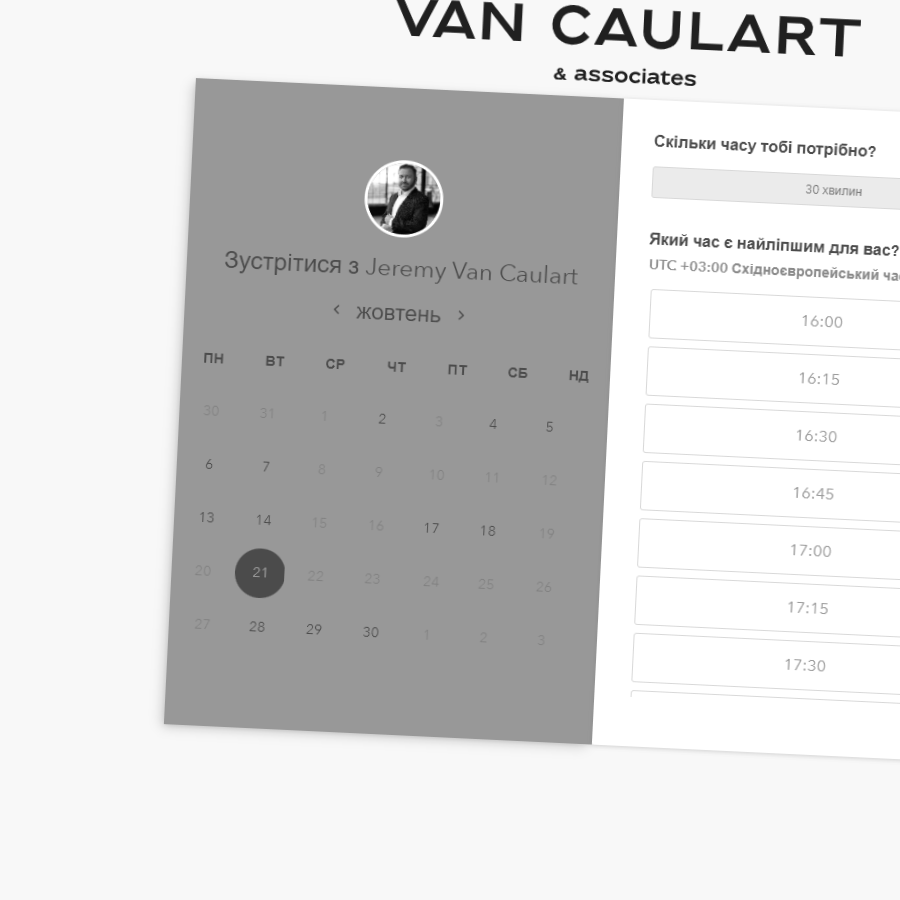 VAN CAULART
& associates
Зустрітися з Jeremy Van Caulart
< жовтень >
ПН ВТ СР ЧТ ПТ СБ НД
30 31 1 2 3 4 5
6 7 8 9 10 11 12
13 14 15 16 17 18 19
20 21 22 23 24 25 26
27 28 29 30 1 2 3
Скільки часу тобі потрібно?
30 хвилин
Який час є найліпшим для вас?
UTC +03:00 Східноєвропейський
16:00
16:15
16:30
16:45
17:00
17:15
17:30